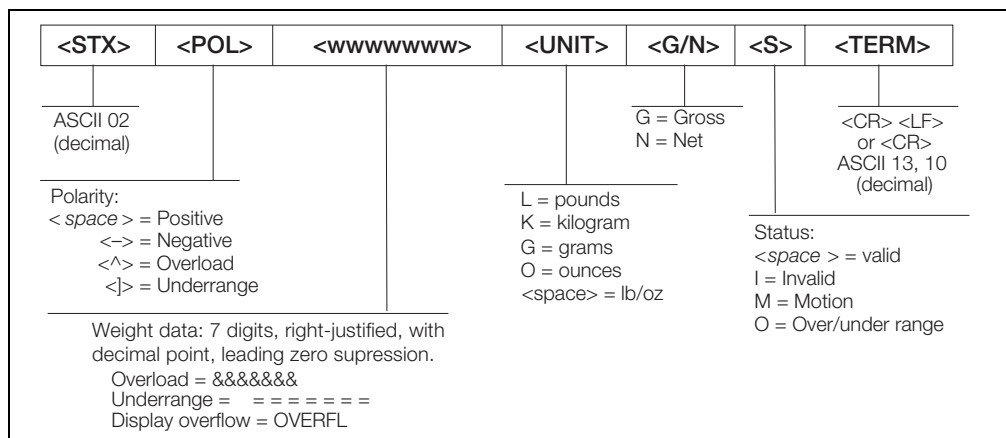 <STX> <POL> <wwwwwww> <UNIT> <G/N> <S> <TERM>
ASCII 02
(decimal)
G = Gross
N = Net
<CR> <LF>
or <CR>
ASCII 13, 10
(decimal)
Polarity:
< space > = Positive
<–> = Negative
<^> = Overload
<]> = Underrange
L = pounds
K = kilogram
G = grams
O = ounces
<space> = lb/oz
Status:
<space > = valid
I = Invalid
M = Motion
O = Over/under range
Weight data: 7 digits, right-justified, with
decimal point, leading zero supression.
Overload = &&&&&&&
Underrange = = = = = = = =
Display overflow = OVERFL